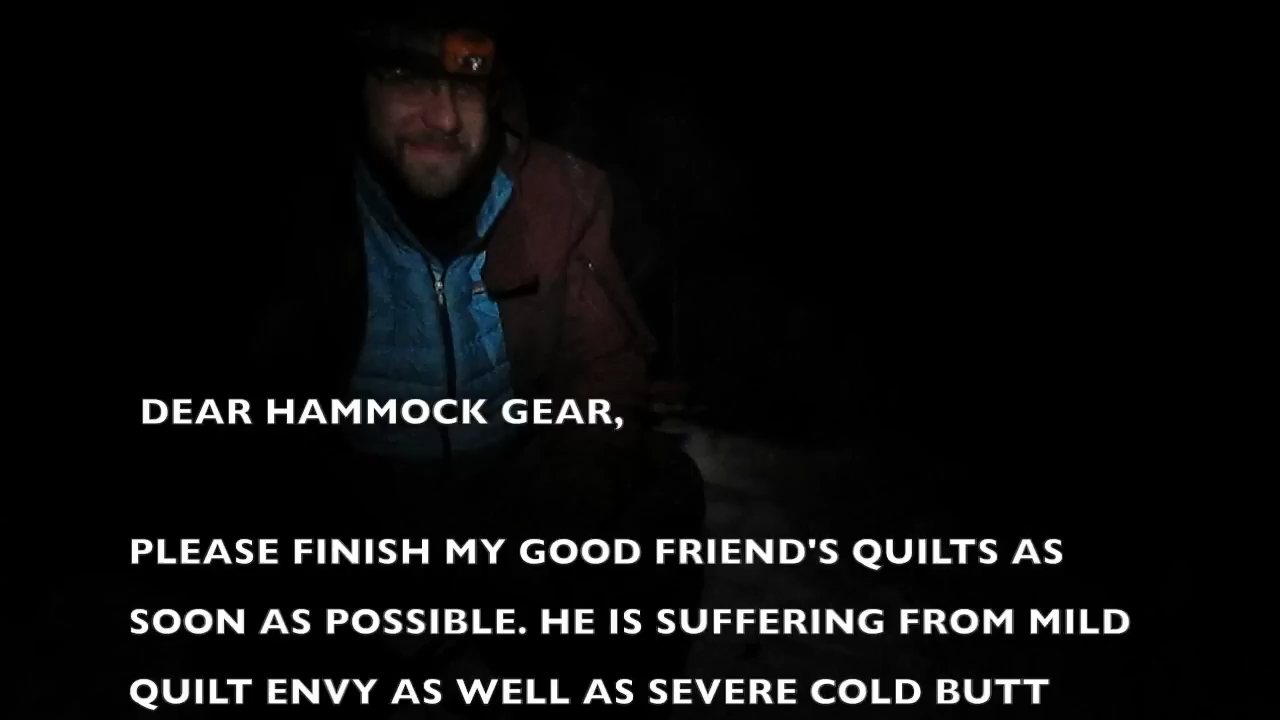 DEAR HAMMOCK GEAR,
PLEASE FINISH MY GOOD FRIEND'S QUILTS AS
SOON AS POSSIBLE. HE IS SUFFERING FROM MILD
QUILT ENVY AS WELL AS SEVERE COLD BUTT